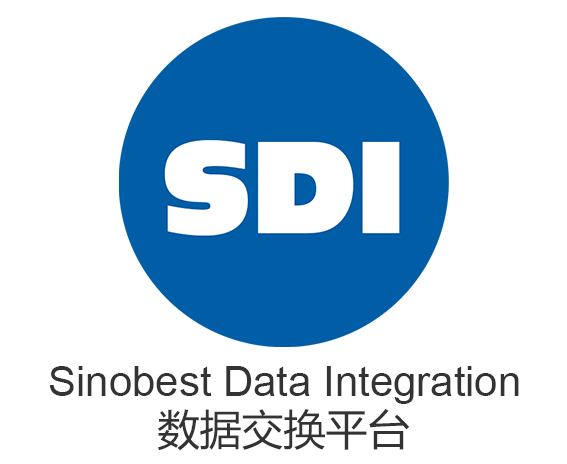 SDI
Sinobest Data Integration
数据交换平台